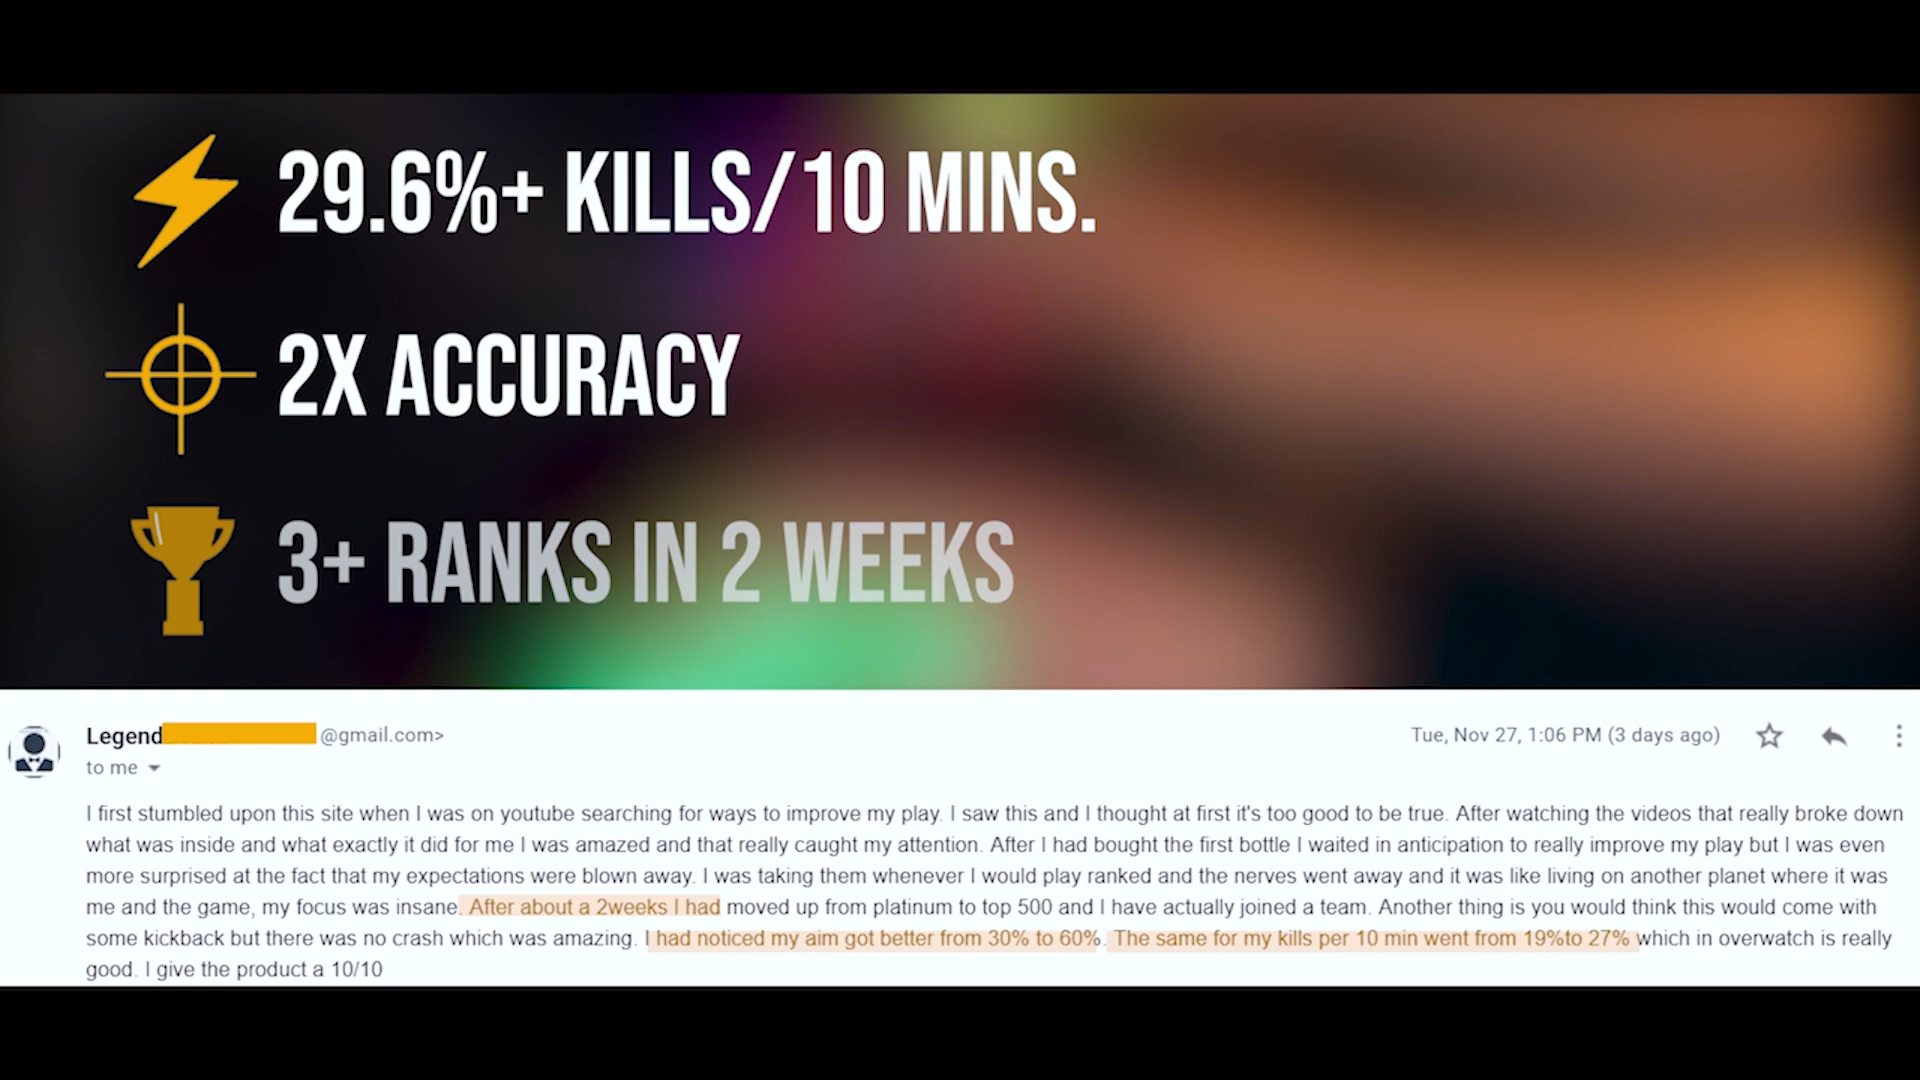 29.6%+ KILLS/10 MINS.
2X ACCURACY
3+ RANKS IN 2 WEEKS
Legend @gmail.com> Tue, Nov 27, 1:06 PM (3 days ago)
to me
I first stumbled upon this site when I was on youtube searching for ways to improve my play. I saw this and I thought at first it's too good to be true. After watching the videos that really broke down
what was inside and what exactly it did for me I was amazed and that really caught my attention. After I had bought the first bottle I waited in anticipation to really improve my play but I was even
more surprised at the fact that my expectations were blown away. I was taking them whenever I would play ranked and the nerves went away and it was like living on another planet where it was
me and the game, my focus was insane. After about a 2weeks I had moved up from platinum to top 500 and I have actually joined a team. Another thing is you would think this would come with
some kickback but there was no crash which was amazing. I had noticed my aim got better from 30% to 60%. The same for my kills per 10 min went from 19%to 27% which in overwatch is really
good. I give the product a 10/10